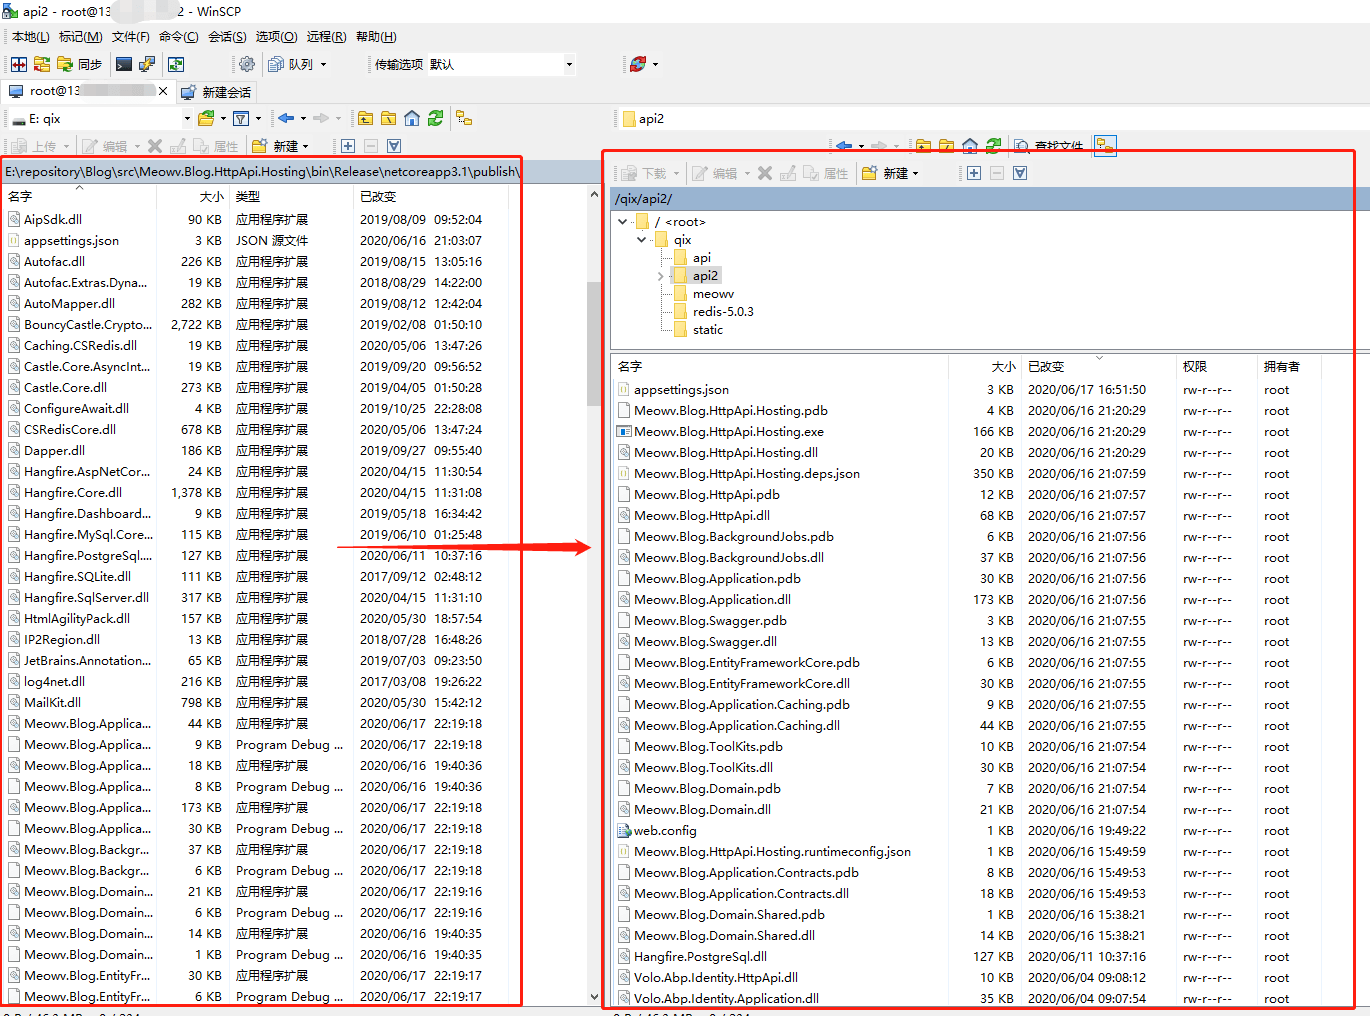 api2 - root@13 2 - WinSCP
本地(L) 标记(M) 文件(F) 命令(C) 会话(S) 选项(O) 远程(R) 帮助(H)
同步 队列 传输选项 默认
root@13 新建会话
E: qix
上传 编辑 属性 新建
E:\repository\Blog\src\Meowv.Blog.HttpApi.Hosting\bin\Release\netcoreapp3.1\publish\
名字 大小 类型 已改变
AipSdk.dll 90 KB 应用程序扩展 2019/08/09 09:52:04
appsettings.json 3 KB JSON 源文件 2020/06/16 21:03:07
Autofac.dll 226 KB 应用程序扩展 2019/08/15 13:05:16
Autofac.Extras.Dyna... 19 KB 应用程序扩展 2018/08/29 14:22:00
AutoMapper.dll 282 KB 应用程序扩展 2019/08/12 12:42:04
BouncyCastle.Crypto... 2,722 KB 应用程序扩展 2019/02/08 01:50:10
Caching.CSRedis.dll 19 KB 应用程序扩展 2020/05/06 13:47:26
Castle.Core.AsyncInt... 19 KB 应用程序扩展 2019/09/20 09:56:52
Castle.Core.dll 273 KB 应用程序扩展 2019/04/05 01:50:28
ConfigureAwait.dll 4 KB 应用程序扩展 2019/10/25 22:28:08
CSRedisCore.dll 678 KB 应用程序扩展 2020/05/06 13:47:24
Dapper.dll 186 KB 应用程序扩展 2019/09/27 09:55:40
Hangfire.AspNetCor... 24 KB 应用程序扩展 2020/04/15 11:30:54
Hangfire.Core.dll 1,378 KB 应用程序扩展 2020/04/15 11:31:08
Hangfire.Dashboard... 9 KB 应用程序扩展 2019/05/18 16:34:42
Hangfire.MySql.Core... 115 KB 应用程序扩展 2019/06/10 01:25:48
Hangfire.PostgreSql.... 127 KB 应用程序扩展 2020/06/11 10:37:16
Hangfire.SQLite.dll 111 KB 应用程序扩展 2017/09/12 02:48:12
Hangfire.SqlServer.dll 317 KB 应用程序扩展 2020/04/15 11:31:10
HtmlAgilityPack.dll 157 KB 应用程序扩展 2020/05/30 18:57:54
IP2Region.dll 13 KB 应用程序扩展 2018/07/28 16:48:26
JetBrains.Annotation... 65 KB 应用程序扩展 2019/07/03 09:23:50
log4net.dll 216 KB 应用程序扩展 2017/03/08 19:26:22
MailKit.dll 798 KB 应用程序扩展 2020/05/30 15:42:12
Meowv.Blog.Applica... 44 KB 应用程序扩展 2020/06/17 22:19:18
Meowv.Blog.Applica... 9 KB Program Debug ... 2020/06/17 22:19:18
Meowv.Blog.Applica... 18 KB 应用程序扩展 2020/06/16 19:40:36
Meowv.Blog.Applica... 8 KB Program Debug ... 2020/06/16 19:40:36
Meowv.Blog.Applica... 173 KB 应用程序扩展 2020/06/17 22:19:18
Meowv.Blog.Applica... 30 KB Program Debug ... 2020/06/17 22:19:18
Meowv.Blog.Backgr... 37 KB 应用程序扩展 2020/06/17 22:19:18
Meowv.Blog.Backgr... 6 KB Program Debug ... 2020/06/17 22:19:18
Meowv.Blog.Domain... 21 KB 应用程序扩展 2020/06/17 22:19:16
Meowv.Blog.Domain... 6 KB Program Debug ... 2020/06/17 22:19:16
Meowv.Blog.Domain... 14 KB 应用程序扩展 2020/06/16 19:40:35
Meowv.Blog.Domain... 1 KB Program Debug ... 2020/06/16 19:40:35
Meowv.Blog.EntityFr... 30 KB 应用程序扩展 2020/06/17 22:19:17
Meowv.Blog.EntityFr... 6 KB Program Debug ... 2020/06/17 22:19:17
api2
查找文件
下载 编辑 属性 新建
/qix/api2/
/ <root>
qix
api
api2
meowv
redis-5.0.3
static
名字 大小 已改变 权限 拥有者
appsettings.json 3 KB 2020/06/17 16:51:50 rw-r--r-- root
Meowv.Blog.HttpApi.Hosting.pdb 4 KB 2020/06/16 21:20:29 rw-r--r-- root
Meowv.Blog.HttpApi.Hosting.exe 166 KB 2020/06/16 21:20:29 rw-r--r-- root
Meowv.Blog.HttpApi.Hosting.dll 20 KB 2020/06/16 21:20:29 rw-r--r-- root
Meowv.Blog.HttpApi.Hosting.deps.json 350 KB 2020/06/16 21:07:59 rw-r--r-- root
Meowv.Blog.HttpApi.pdb 12 KB 2020/06/16 21:07:57 rw-r--r-- root
Meowv.Blog.HttpApi.dll 68 KB 2020/06/16 21:07:57 rw-r--r-- root
Meowv.Blog.BackgroundJobs.pdb 6 KB 2020/06/16 21:07:56 rw-r--r-- root
Meowv.Blog.BackgroundJobs.dll 37 KB 2020/06/16 21:07:56 rw-r--r-- root
Meowv.Blog.Application.pdb 30 KB 2020/06/16 21:07:56 rw-r--r-- root
Meowv.Blog.Application.dll 173 KB 2020/06/16 21:07:56 rw-r--r-- root
Meowv.Blog.Swagger.pdb 3 KB 2020/06/16 21:07:55 rw-r--r-- root
Meowv.Blog.Swagger.dll 13 KB 2020/06/16 21:07:55 rw-r--r-- root
Meowv.Blog.EntityFrameworkCore.pdb 6 KB 2020/06/16 21:07:55 rw-r--r-- root
Meowv.Blog.EntityFrameworkCore.dll 30 KB 2020/06/16 21:07:55 rw-r--r-- root
Meowv.Blog.Application.Caching.pdb 9 KB 2020/06/16 21:07:55 rw-r--r-- root
Meowv.Blog.Application.Caching.dll 44 KB 2020/06/16 21:07:55 rw-r--r-- root
Meowv.Blog.ToolKits.pdb 10 KB 2020/06/16 21:07:54 rw-r--r-- root
Meowv.Blog.ToolKits.dll 30 KB 2020/06/16 21:07:54 rw-r--r-- root
Meowv.Blog.Domain.pdb 7 KB 2020/06/16 21:07:54 rw-r--r-- root
Meowv.Blog.Domain.dll 21 KB 2020/06/16 21:07:54 rw-r--r-- root
web.config 1 KB 2020/06/16 19:49:22 rw-r--r-- root
Meowv.Blog.HttpApi.Hosting.runtimeconfig.json 1 KB 2020/06/16 15:49:59 rw-r--r-- root
Meowv.Blog.Application.Contracts.pdb 8 KB 2020/06/16 15:49:53 rw-r--r-- root
Meowv.Blog.Application.Contracts.dll 18 KB 2020/06/16 15:49:53 rw-r--r-- root
Meowv.Blog.Domain.Shared.pdb 1 KB 2020/06/16 15:38:21 rw-r--r-- root
Meowv.Blog.Domain.Shared.dll 14 KB 2020/06/16 15:38:21 rw-r--r-- root
Hangfire.PostgreSql.dll 127 KB 2020/06/11 10:37:16 rw-r--r-- root
Volo.Abp.Identity.HttpApi.dll 10 KB 2020/06/04 09:08:12 rw-r--r-- root
Volo.Abp.Identity.Application.dll 35 KB 2020/06/04 09:07:54 rw-r--r-- root